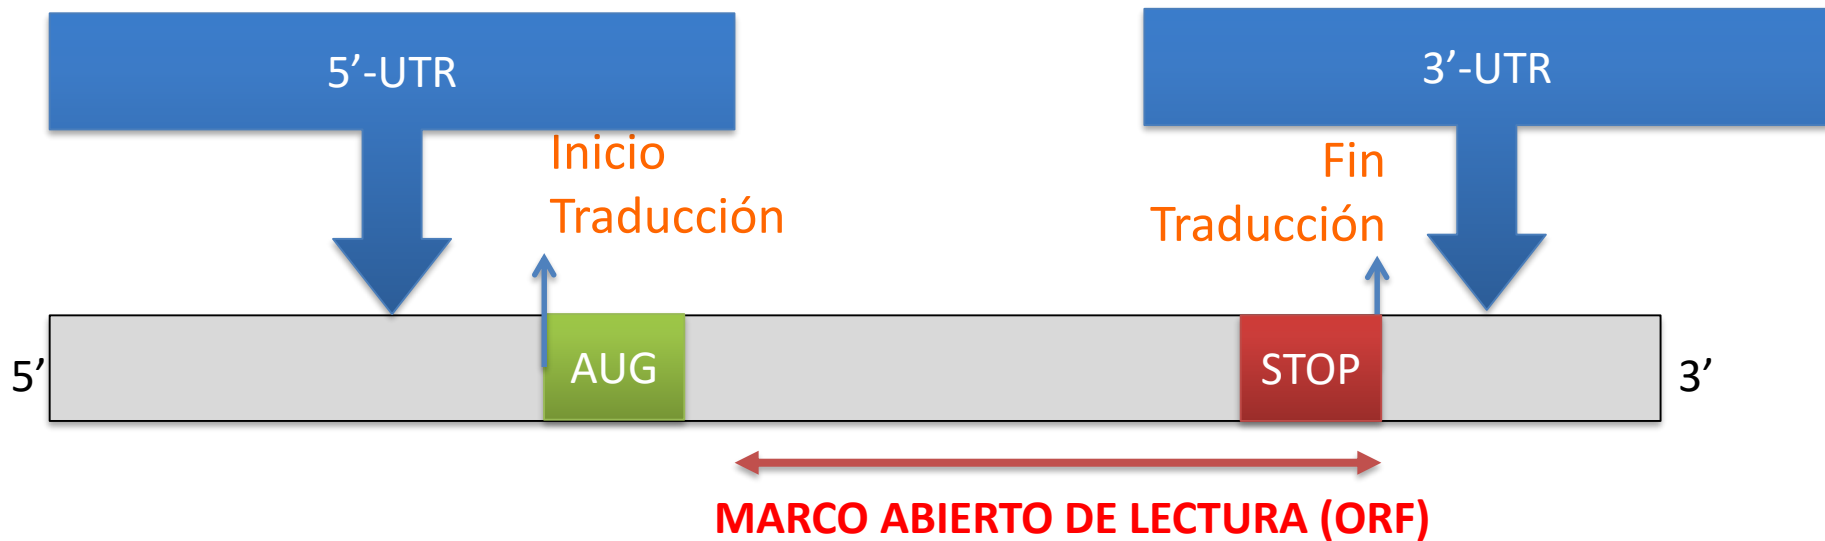 5’-UTR
3’-UTR
Inicio
Traducción
Fin
Traducción
5’
AUG
STOP
3’
MARCO ABIERTO DE LECTURA (ORF)